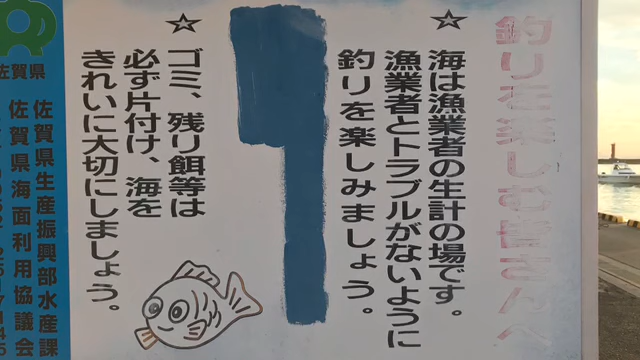 釣りを楽しむ皆さんへ
☆
海は漁業者の生計の場です。
漁業者とトラブルがないように
釣りを楽しみましょう。
☆
ゴミ、残り餌等は
必ず片付け、海を
きれいに大切にしましょう。
佐賀県
佐賀県生産振興部水産課
佐賀県海面利用協議会